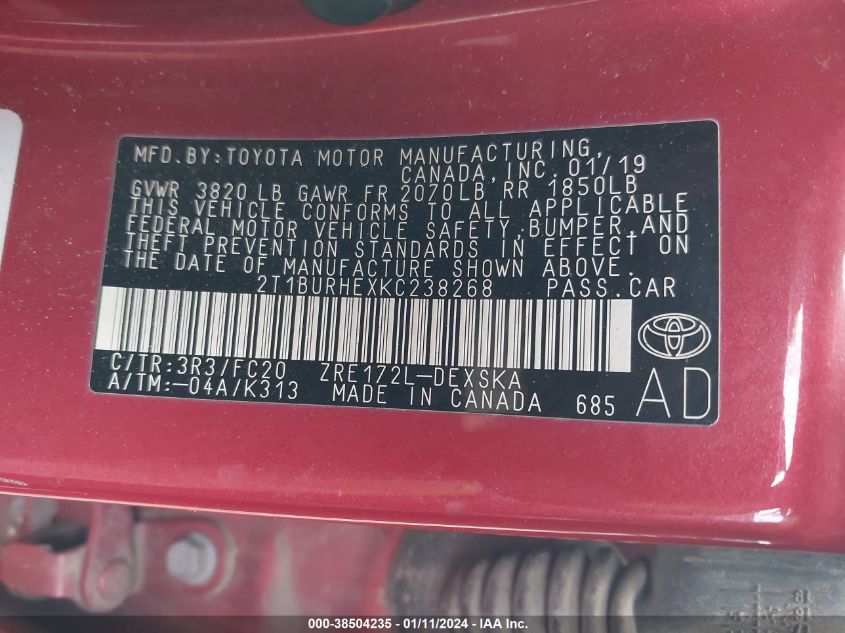 MFD.BY:TOYOTA MOTOR MANUFACTURING,
CANADA, INC. 01/19
GVWR 3820 LB GAWR FR 2070LB RR 1850LB
THIS VEHICLE CONFORMS TO ALL APPLICABLE
FEDERAL MOTOR VEHICLE SAFETY,BUMPER,AND
THEFT PREVENTION STANDARDS IN EFFECT ON
THE DATE OF MANUFACTURE SHOWN ABOVE.
2T1BURHEXKC238268 PASS.CAR
C/TR:3R3/FC20 ZRE172L-DEXSKA
A/TM:-04A/K313 MADE IN CANADA 685 AD
000-38504235 - 01/11/2024 - IAA Inc.